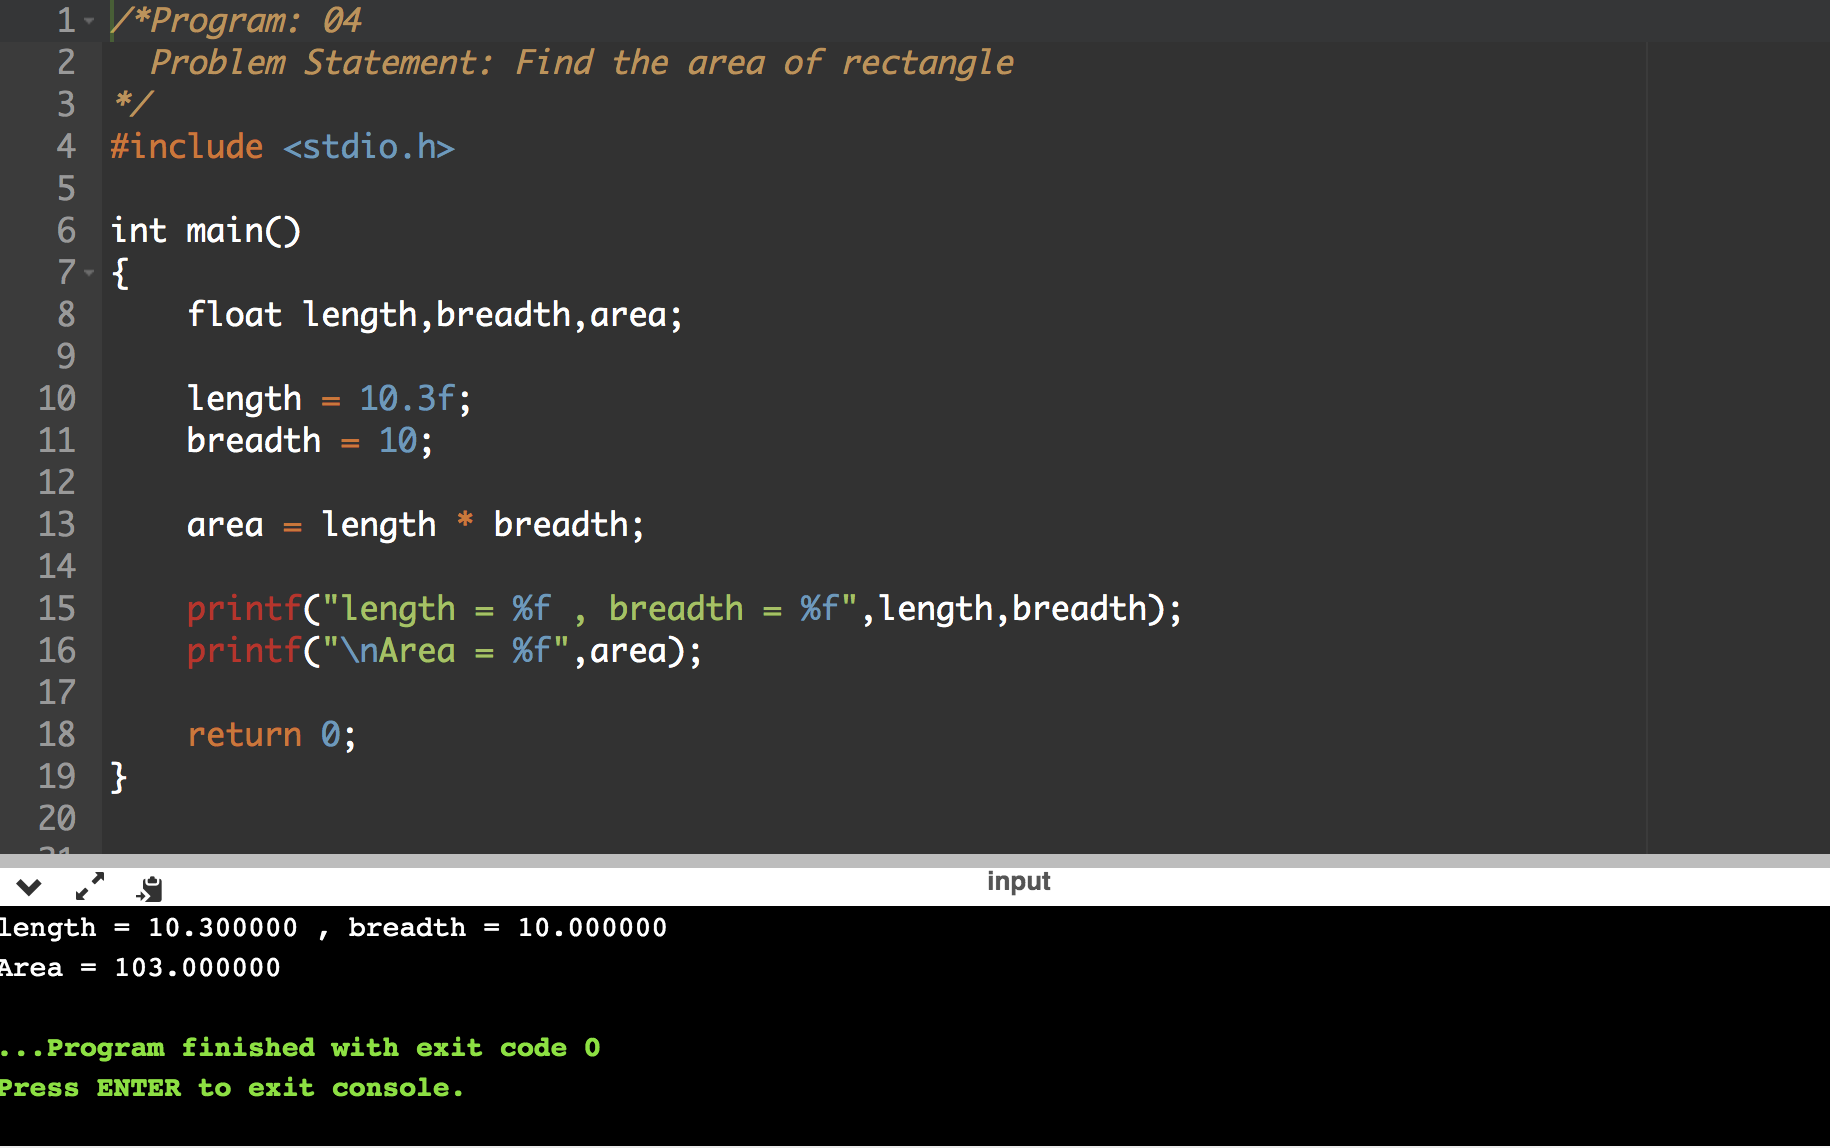 1 /*Program: 04
2   Problem Statement: Find the area of rectangle
3 */
4 #include <stdio.h>
5
6 int main()
7 {
8     float length,breadth,area;
9
10     length = 10.3f;
11     breadth = 10;
12
13     area = length * breadth;
14
15     printf("length = %f , breadth = %f",length,breadth);
16     printf("\nArea = %f",area);
17
18     return 0;
19 }
20
21
input
length = 10.300000 , breadth = 10.000000
Area = 103.000000
...Program finished with exit code 0
Press ENTER to exit console.